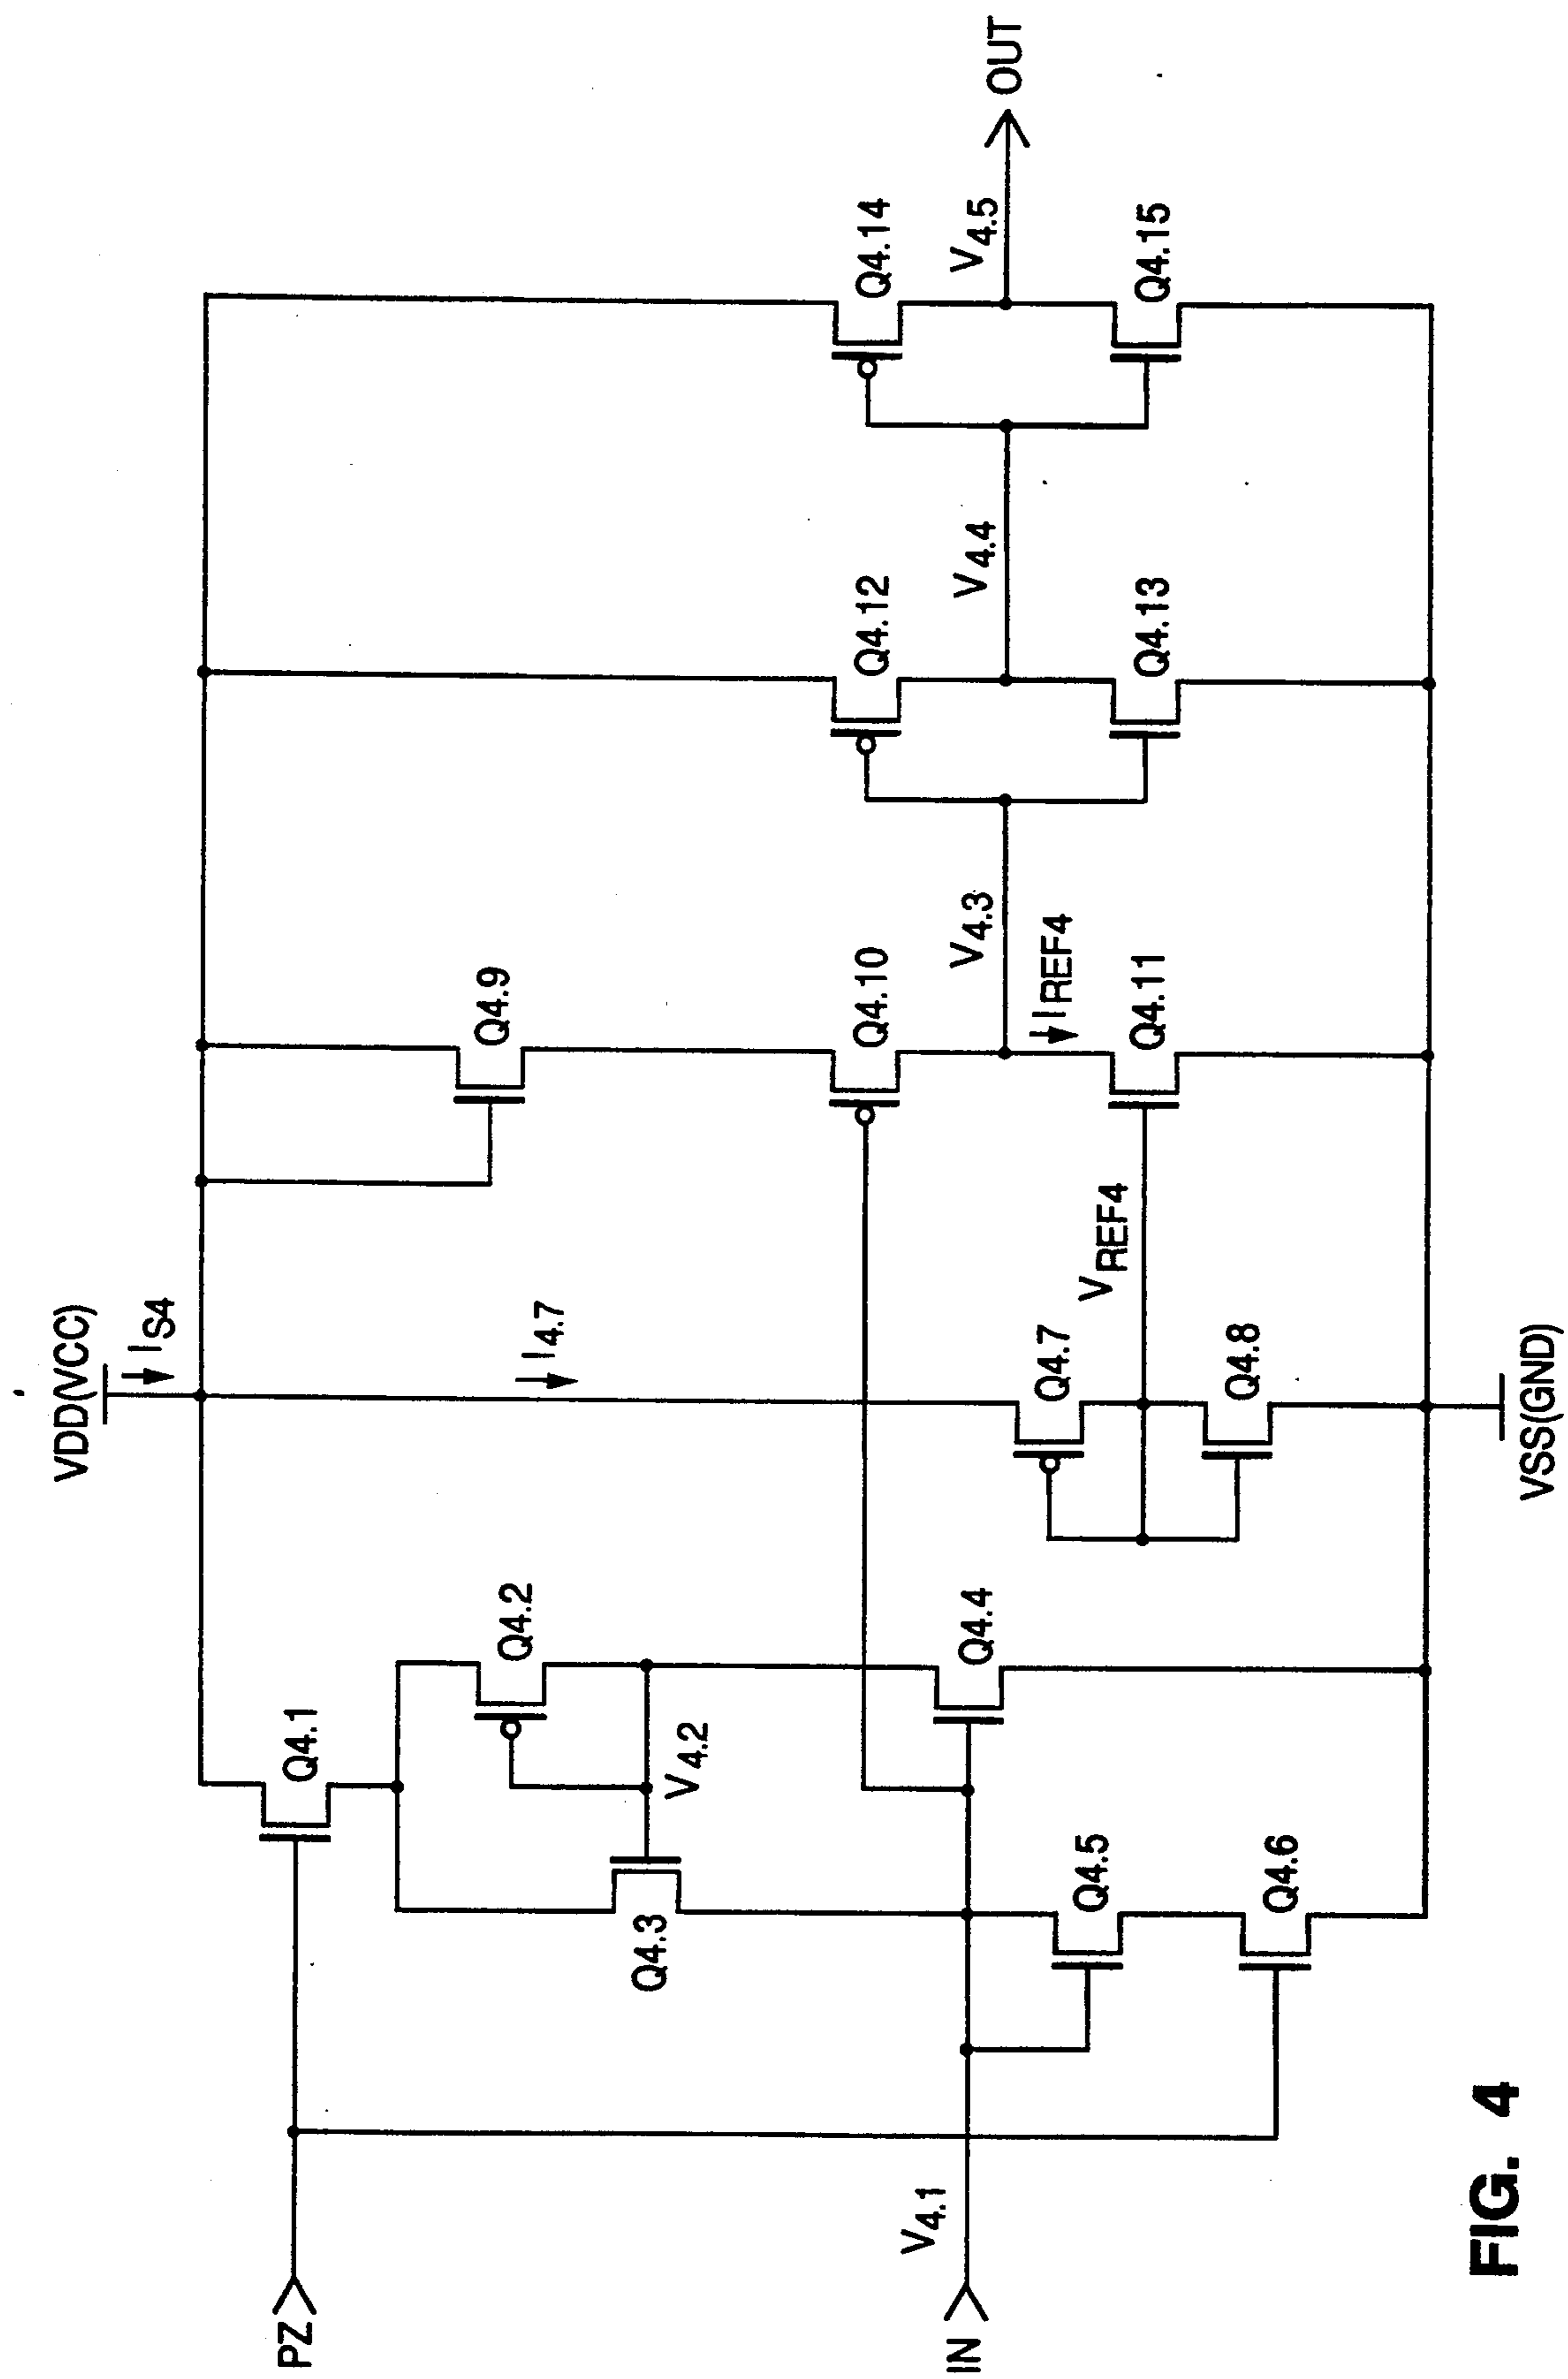 VDD(VCC)
IS4
PZ
Q4.1
Q4.2
Q4.3
V4.2
I4.7
Q4.9
Q4.4
Q4.7
Q4.10
Q4.12
Q4.14
V4.3
V4.4
V4.5
OUT
IREF4
V4.1
IN
Q4.5
Q4.6
Q4.8
VREF4
Q4.11
Q4.13
Q4.15
VSS(GND)
FIG. 4